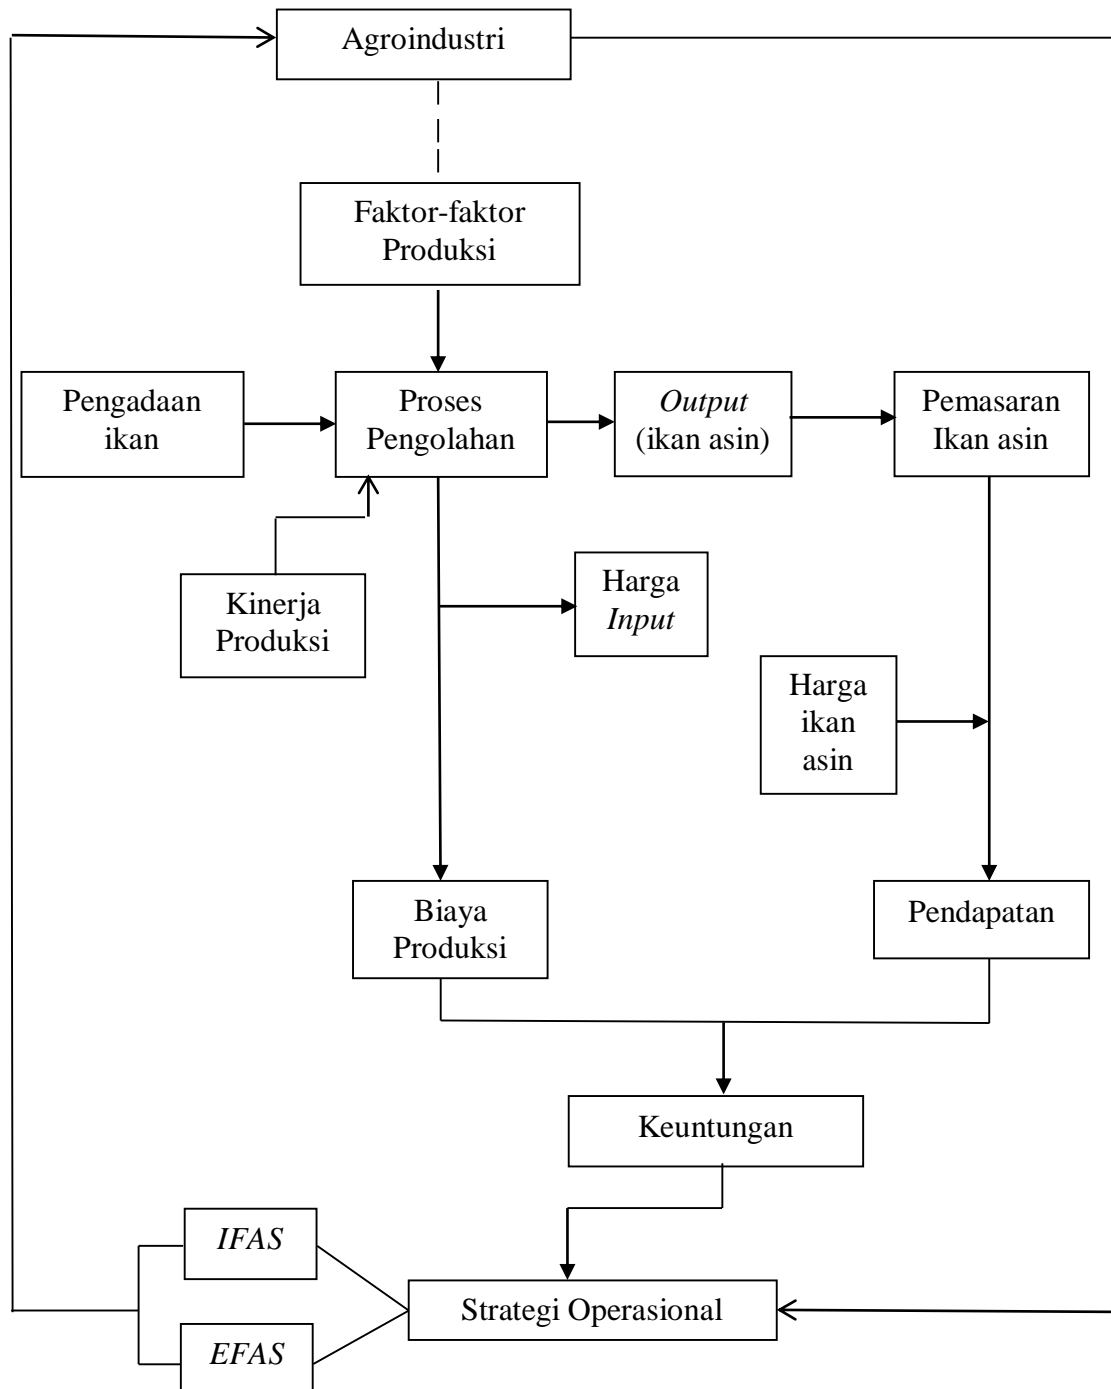 Agroindustri
Faktor-faktor
Produksi
Pengadaan
ikan
Proses
Pengolahan
Output
(ikan asin)
Pemasaran
Ikan asin
Kinerja
Produksi
Harga
Input
Harga
ikan
asin
Biaya
Produksi
Pendapatan
Keuntungan
IFAS
Strategi Operasional
EFAS